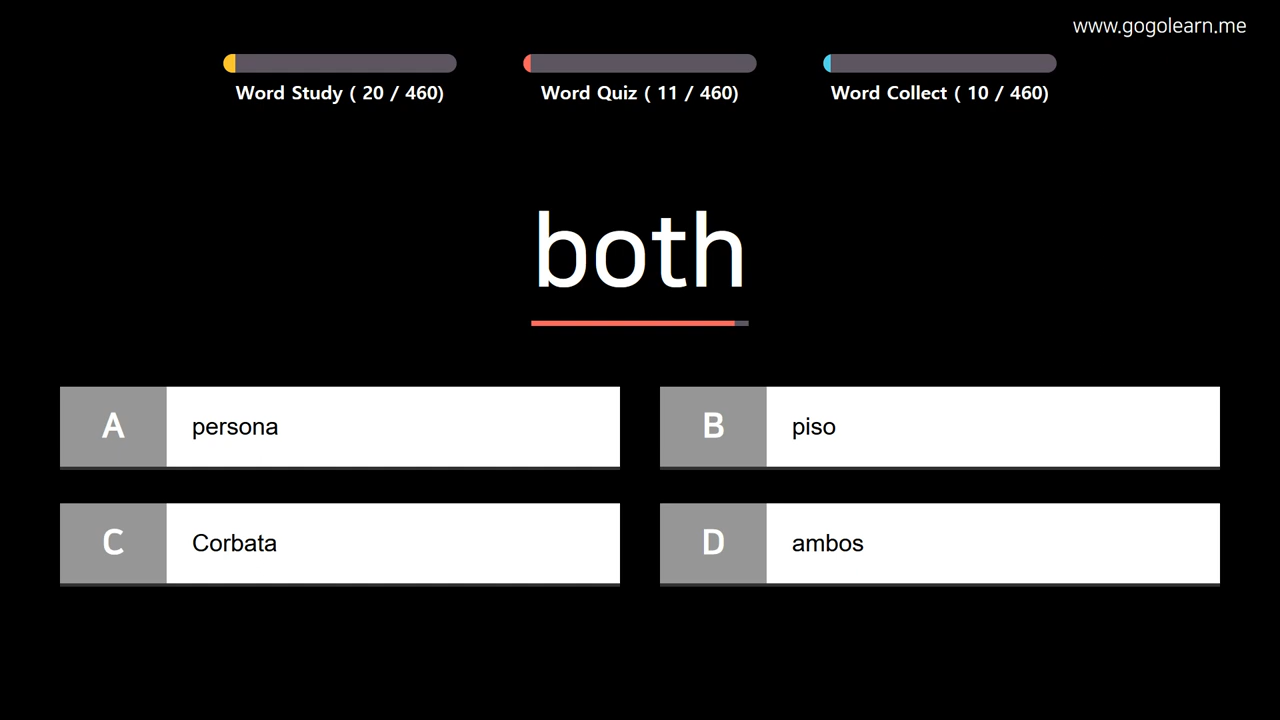 www.gogolearn.me
Word Study ( 20 / 460)
Word Quiz ( 11 / 460)
Word Collect ( 10 / 460)
both
A persona
B piso
C Corbata
D ambos